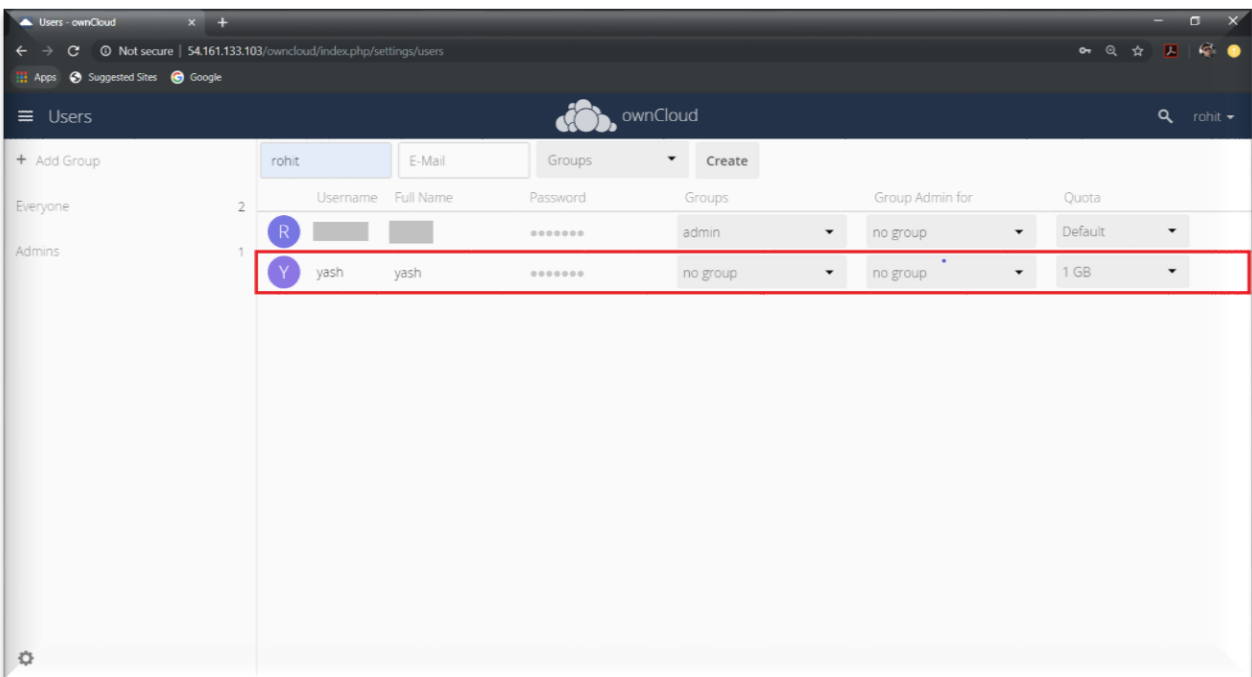 Users - ownCloud
Not secure | 54.161.133.103/owncloud/index.php/settings/users
Apps Suggested Sites Google
Users ownCloud rohit
+ Add Group rohit E-Mail Groups Create
Username Full Name Password Groups Group Admin for Quota
Everyone 2
R admin no group Default
Admins 1
Y yash yash no group no group 1 GB